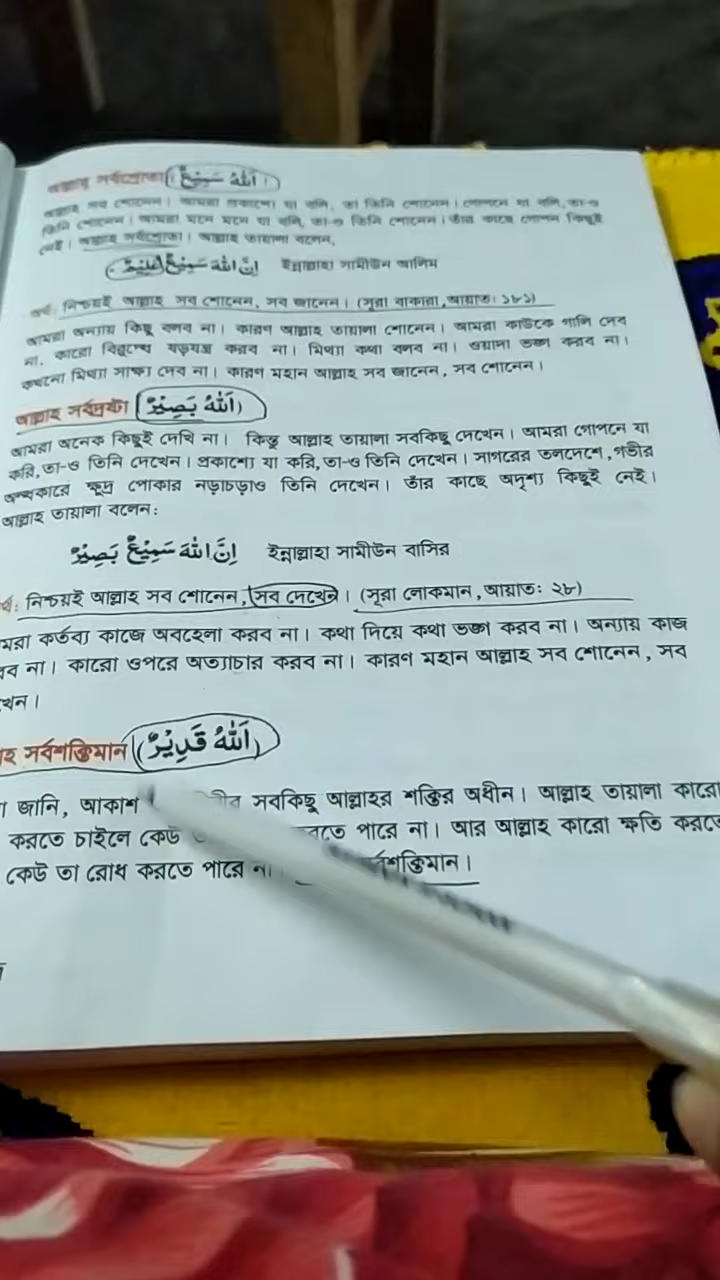 আল্লাহ সর্বশ্রোতা (اَللهُ سَمِيْعٌ)
আল্লাহ সব শোনেন। আমরা প্রকাশ্যে যা বলি, তা তিনি শোনেন। গোপনে যা বলি, তা-ও
তিনি শোনেন। আমরা মনে মনে যা বলি, তা-ও তিনি শোনেন। তাঁর কাছে গোপন কিছুই
নেই। আল্লাহ সর্বশ্রোতা। আল্লাহ তায়ালা বলেন,
اِنَّ اللهَ سَمِيْعٌ عَلِيْمٌ ইন্নাল্লাহা সামীউন আলিম
অর্থ: নিশ্চয়ই আল্লাহ সব শোনেন, সব জানেন। (সূরা বাকারা, আয়াত: ১৮১)
আমরা অন্যায় কিছু বলব না। কারণ আল্লাহ তায়ালা শোনেন। আমরা কাউকে গালি দেব
না, কারো বিরুদ্ধে ষড়যন্ত্র করব না। মিথ্যা কথা বলব না। ওয়াদা ভঙ্গ করব না।
কখনো মিথ্যা সাক্ষ্য দেব না। কারণ মহান আল্লাহ সব জানেন, সব শোনেন।
আল্লাহ সর্বদ্রষ্টা (اَللهُ بَصِيْرٌ)
আমরা অনেক কিছুই দেখি না। কিন্তু আল্লাহ তায়ালা সবকিছু দেখেন। আমরা গোপনে যা
করি, তা-ও তিনি দেখেন। প্রকাশ্যে যা করি, তা-ও তিনি দেখেন। সাগরের তলদেশে, গভীর
অন্ধকারে ক্ষুদ্র পোকার নড়াচড়াও তিনি দেখেন। তাঁর কাছে অদৃশ্য কিছুই নেই।
আল্লাহ তায়ালা বলেন:
اِنَّ اللهَ سَمِيْعٌ بَصِيْرٌ ইন্নাল্লাহা সামীউন বাসির
র্থ: নিশ্চয়ই আল্লাহ সব শোনেন, সব দেখেন। (সূরা লোকমান, আয়াত: ২৮)
মরা কর্তব্য কাজে অবহেলা করব না। কথা দিয়ে কথা ভঙ্গ করব না। অন্যায় কাজ
রব না। কারো ওপরে অত্যাচার করব না। কারণ মহান আল্লাহ সব শোনেন, সব
খেন।
হ সর্বশক্তিমান (اَللهُ قَدِيْرٌ)
া জানি, আকাশ সবকিছু আল্লাহর শক্তির অধীন। আল্লাহ তায়ালা কারো
করতে চাইলে কেউ পারে না। আর আল্লাহ কারো ক্ষতি করতে
কেউ তা রোধ করতে পারে না। র্বশক্তিমান।